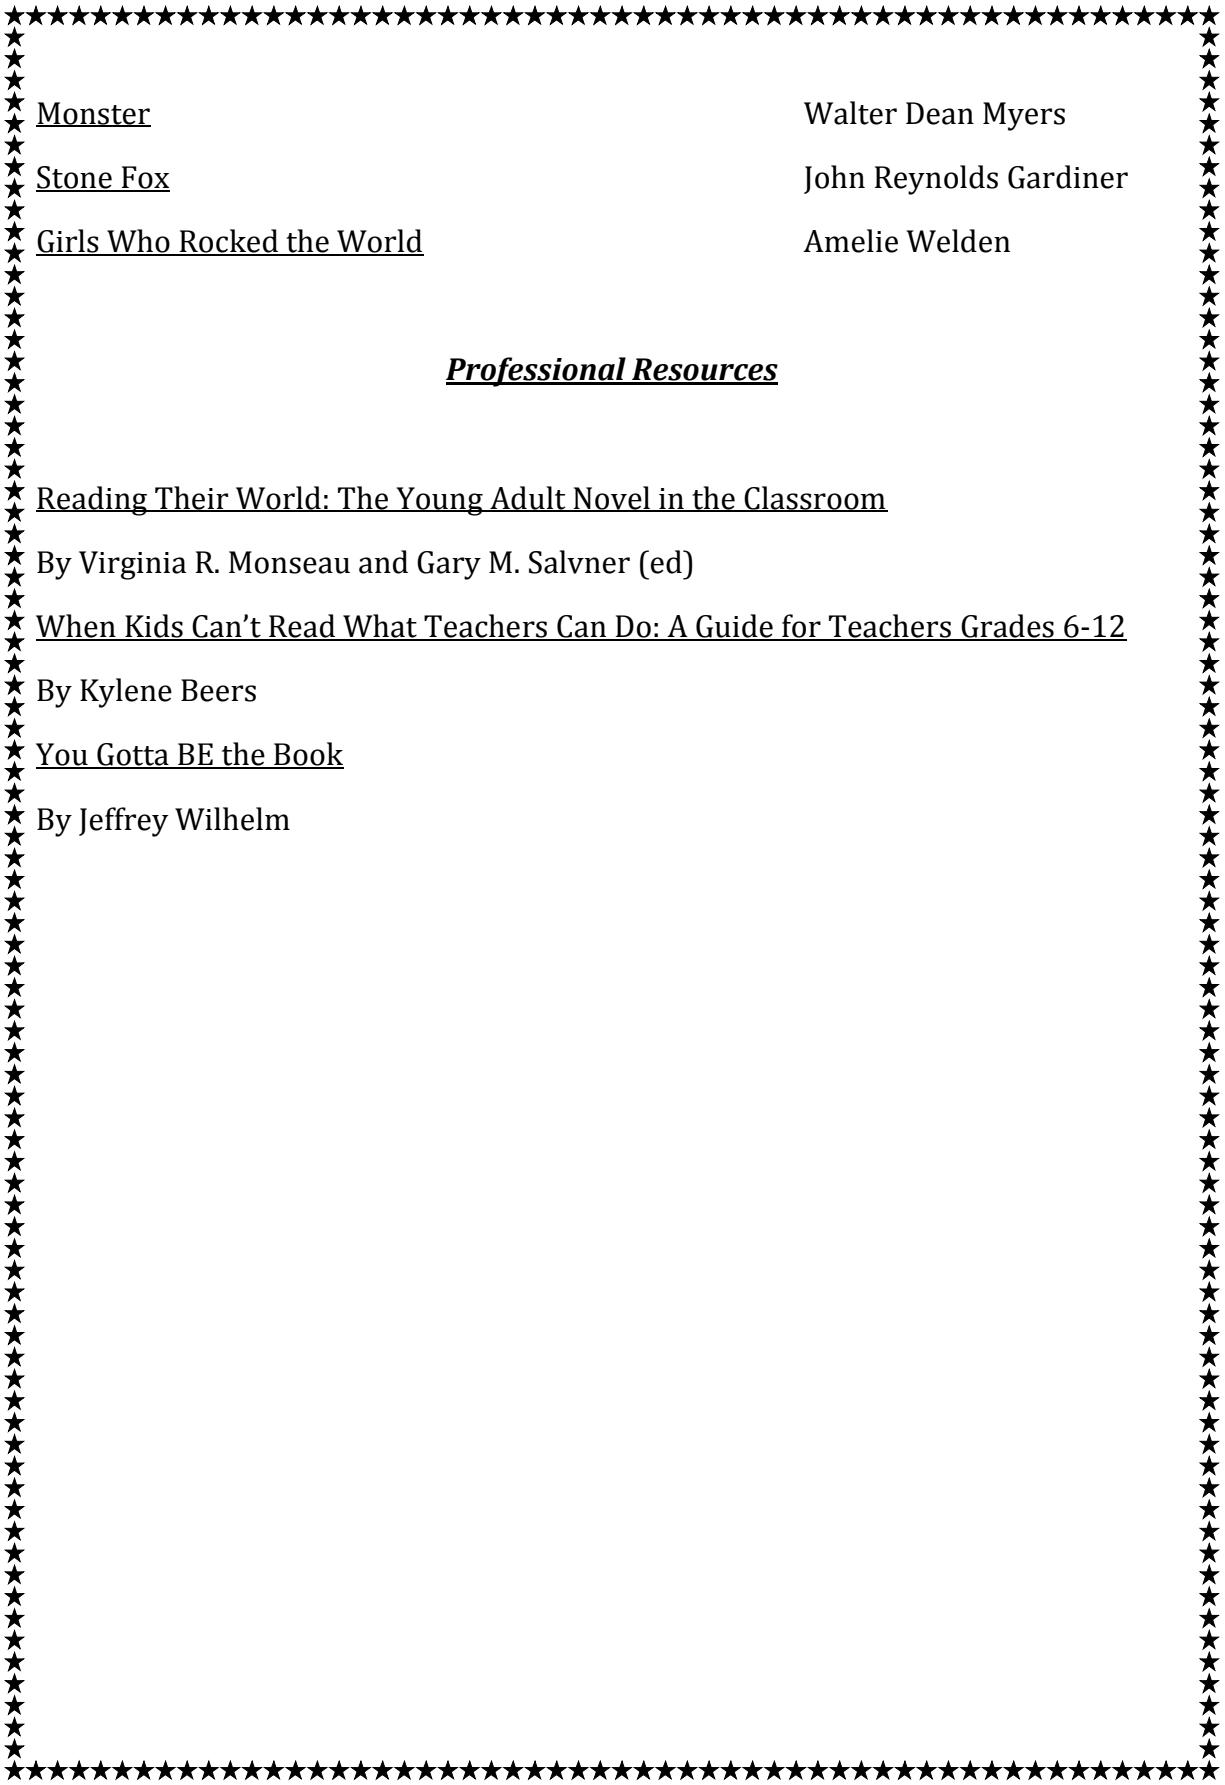 Monster Walter Dean Myers
Stone Fox John Reynolds Gardiner
Girls Who Rocked the World Amelie Welden
Professional Resources
Reading Their World: The Young Adult Novel in the Classroom
By Virginia R. Monseau and Gary M. Salvner (ed)
When Kids Can’t Read What Teachers Can Do: A Guide for Teachers Grades 6-12
By Kylene Beers
You Gotta BE the Book
By Jeffrey Wilhelm